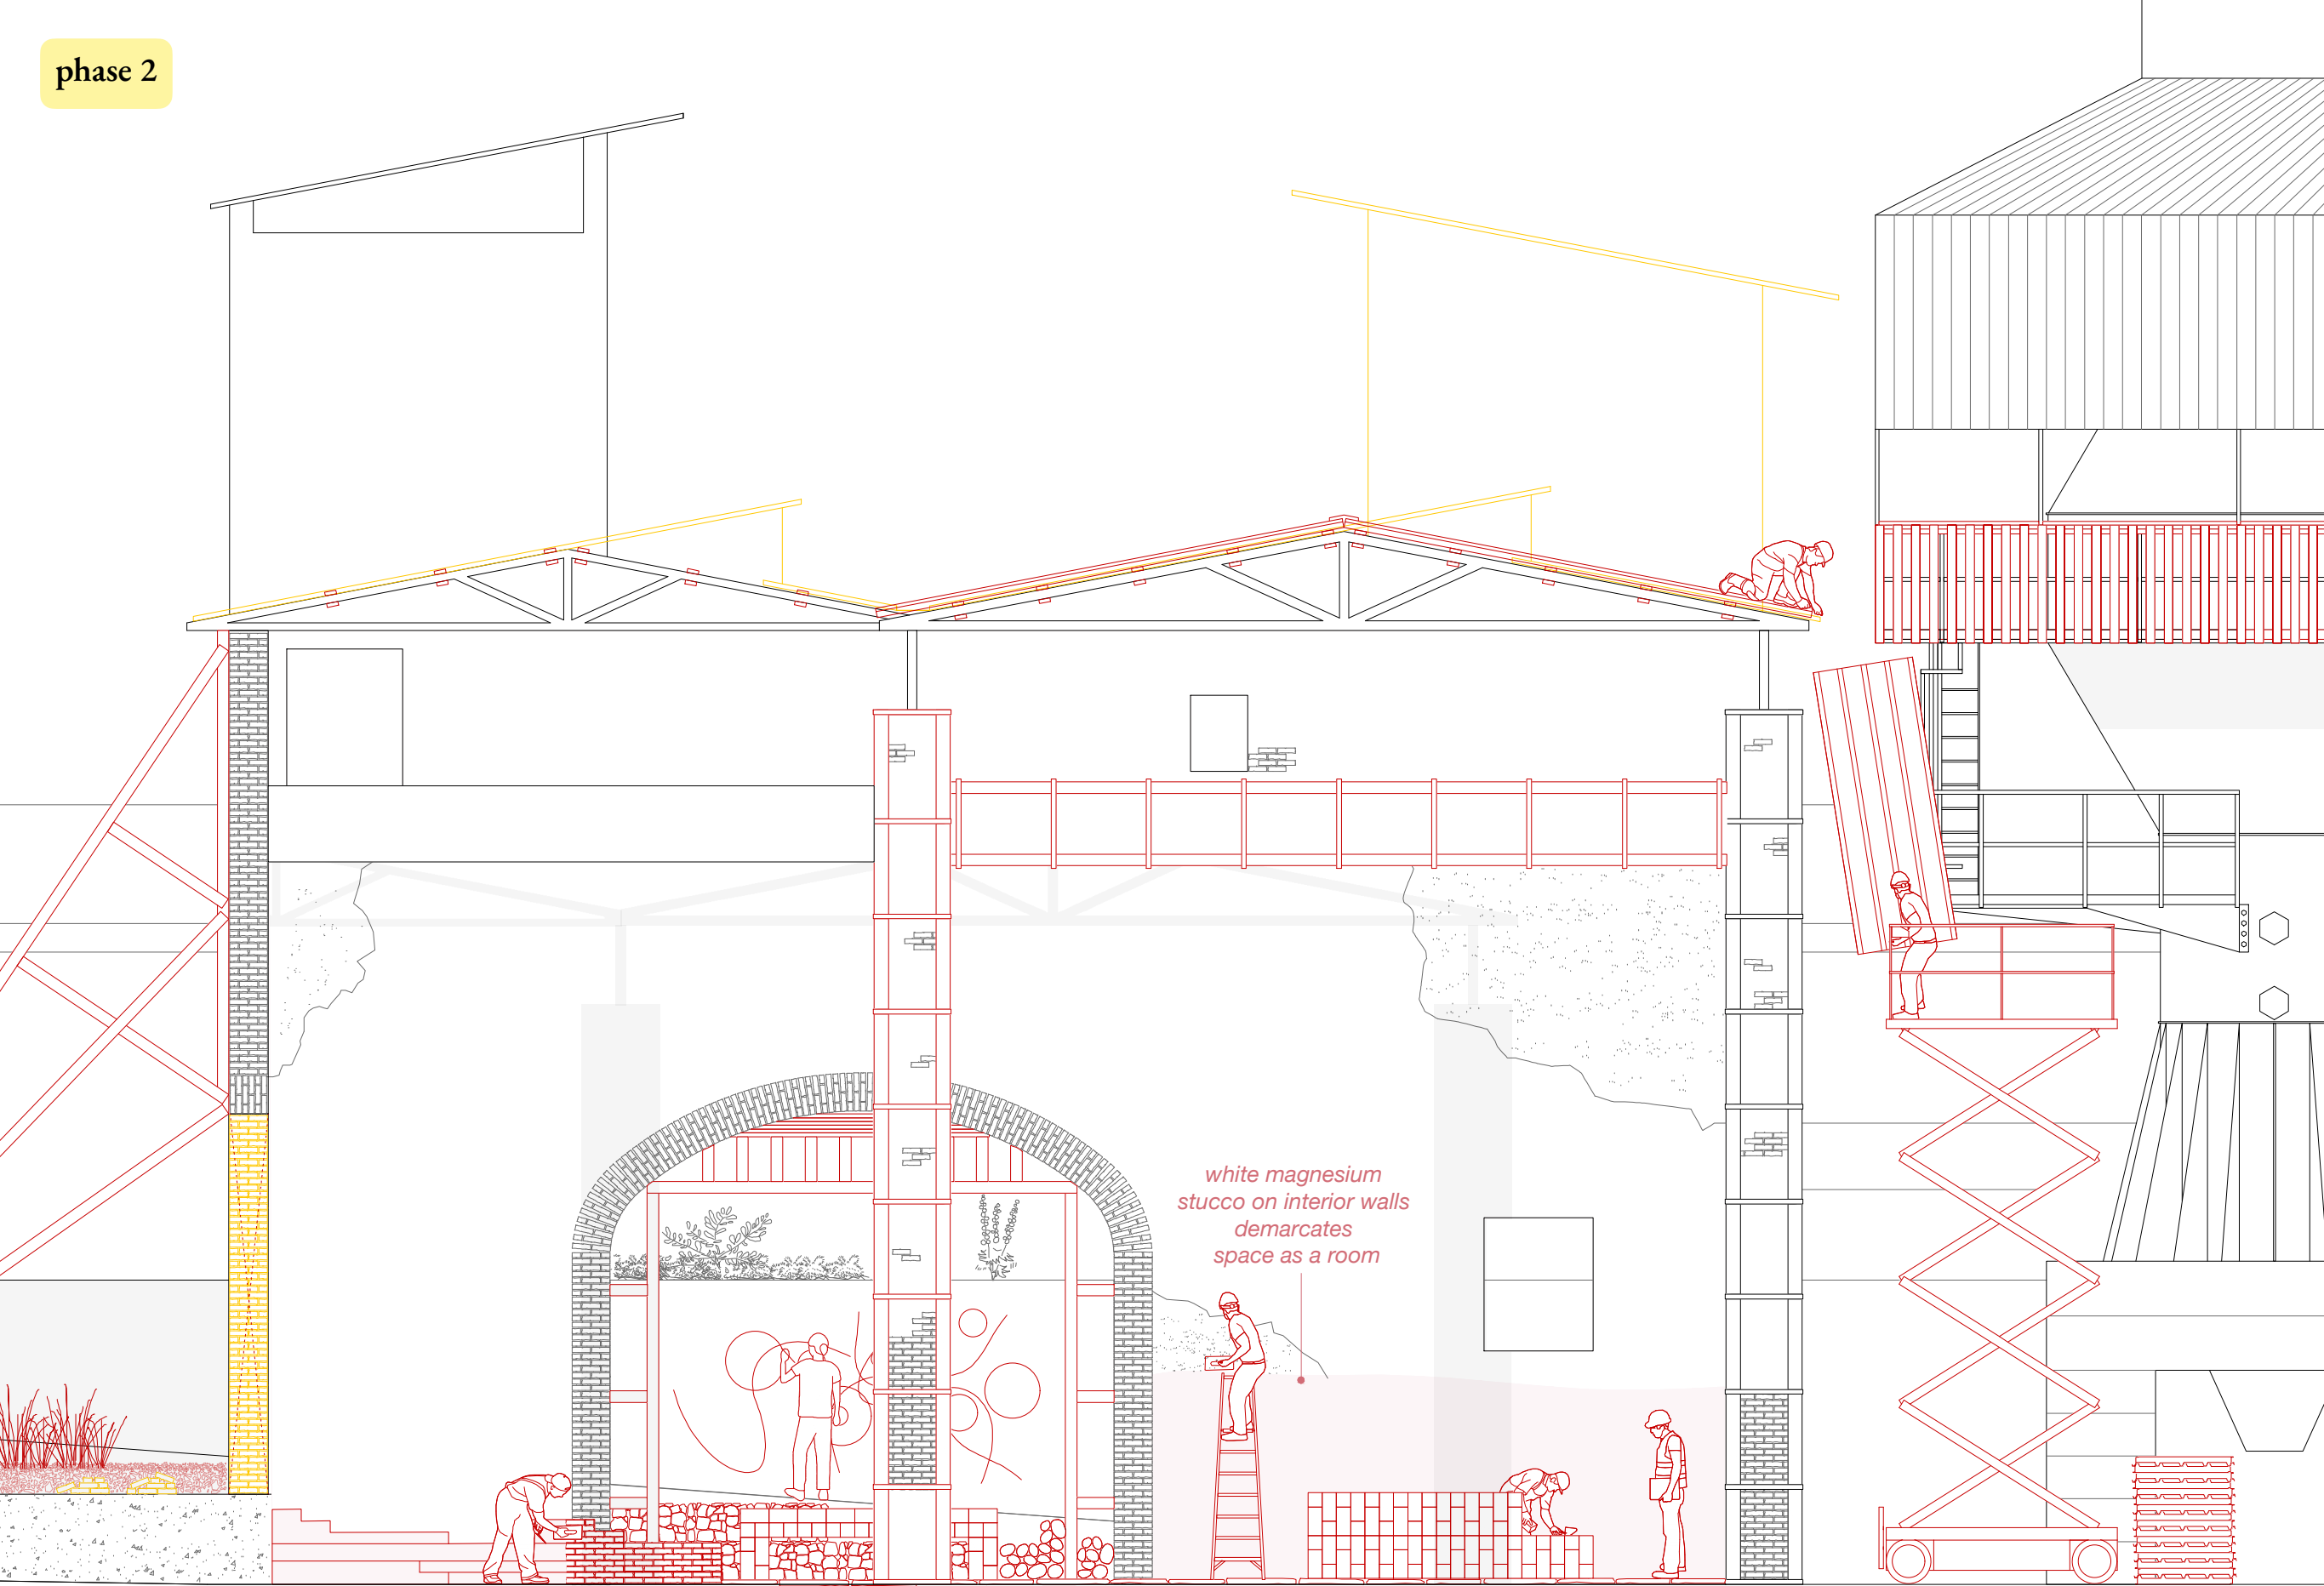 phase 2
white magnesium
stucco on interior walls
demarcates
space as a room